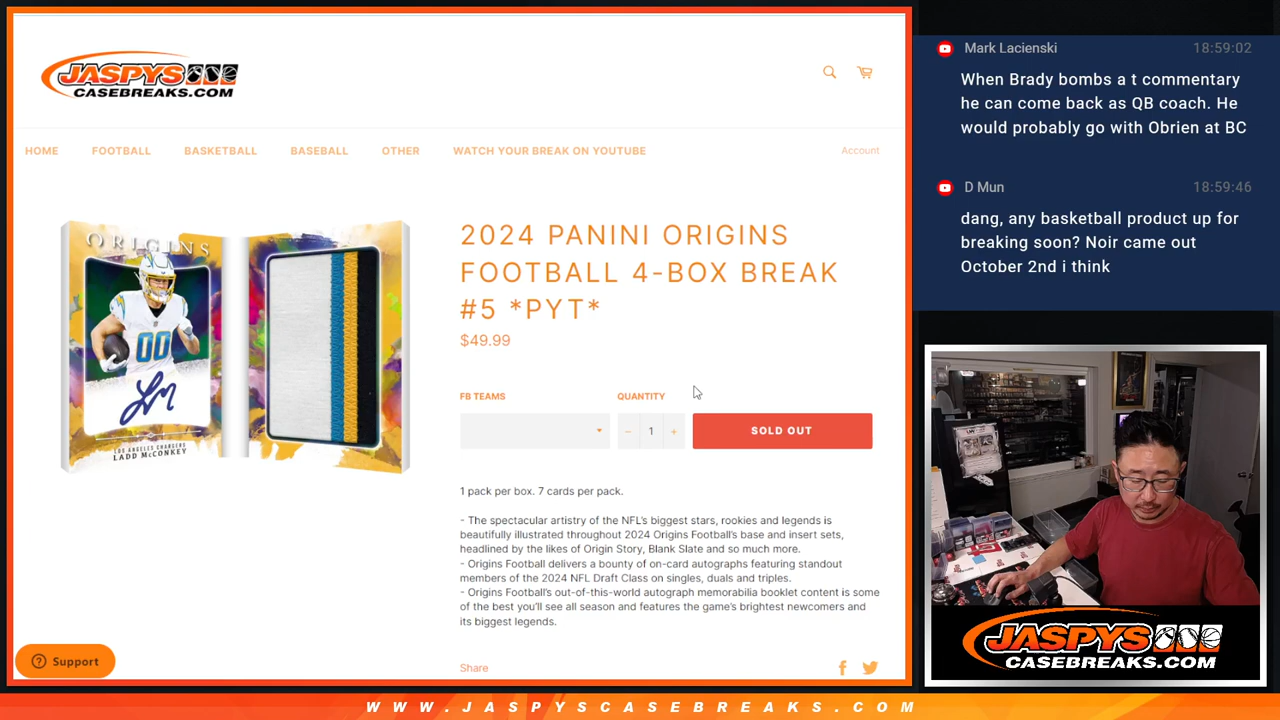 JASPYS
CASEBREAKS.COM
HOME
FOOTBALL
BASKETBALL
BASEBALL
OTHER
WATCH YOUR BREAK ON YOUTUBE
Account
ORIGINS
00
LOS ANGELES CHARGERS
LADD McCONKEY
2024 PANINI ORIGINS
FOOTBALL 4-BOX BREAK
#5 *PYT*
$49.99
FB TEAMS
QUANTITY
− 1 +
SOLD OUT
1 pack per box. 7 cards per pack.
- The spectacular artistry of the NFL's biggest stars, rookies and legends is
beautifully illustrated throughout 2024 Origins Football's base and insert sets,
headlined by the likes of Origin Story, Blank Slate and so much more.
- Origins Football delivers a bounty of on-card autographs featuring standout
members of the 2024 NFL Draft Class on singles, duals and triples.
- Origins Football's out-of-this-world autograph memorabilia booklet content is some
of the best you'll see all season and features the game's brightest newcomers and
its biggest legends.
Share
Support
Mark Lacienski 18:59:02
When Brady bombs a t commentary
he can come back as QB coach. He
would probably go with Obrien at BC
D Mun 18:59:46
dang, any basketball product up for
breaking soon? Noir came out
October 2nd i think
JASPYS
CASEBREAKS.COM
WWW.JASPYSCASEBREAKS.COM